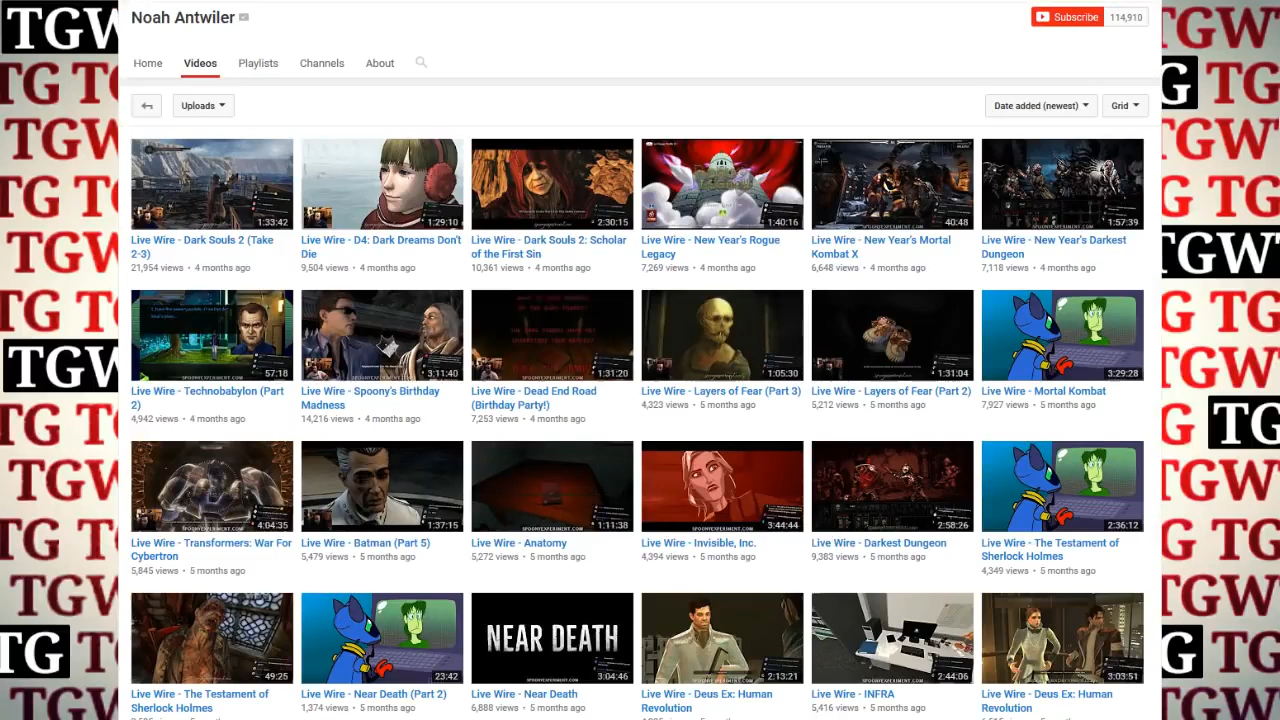 Noah Antwiler
Subscribe 114,910
Home Videos Playlists Channels About
Uploads Date added (newest) Grid
1:33:42 1:29:10 2:30:15 1:40:16 40:48 1:57:39
Live Wire - Dark Souls 2 (Take
2-3)
21,954 views • 4 months ago
Live Wire - D4: Dark Dreams Don't
Die
9,504 views • 4 months ago
Live Wire - Dark Souls 2: Scholar
of the First Sin
10,361 views • 4 months ago
Live Wire - New Year's Rogue
Legacy
7,269 views • 4 months ago
Live Wire - New Year's Mortal
Kombat X
6,648 views • 4 months ago
Live Wire - New Year's Darkest
Dungeon
7,118 views • 4 months ago
57:18 3:11:40 1:31:20 1:05:30 1:31:04 3:29:28
Live Wire - Technobabylon (Part
2)
4,942 views • 4 months ago
Live Wire - Spoony's Birthday
Madness
14,216 views • 4 months ago
Live Wire - Dead End Road
(Birthday Party!)
7,253 views • 4 months ago
Live Wire - Layers of Fear (Part 3)
4,323 views • 5 months ago
Live Wire - Layers of Fear (Part 2)
5,212 views • 5 months ago
Live Wire - Mortal Kombat
7,927 views • 5 months ago
SPOONYEXPERIMENT.COM
4:04:35 1:37:15 1:11:38 3:44:44 2:58:26 2:36:12
Live Wire - Transformers: War For
Cybertron
5,845 views • 5 months ago
Live Wire - Batman (Part 5)
5,479 views • 5 months ago
Live Wire - Anatomy
5,272 views • 5 months ago
Live Wire - Invisible, Inc.
4,394 views • 5 months ago
Live Wire - Darkest Dungeon
9,383 views • 5 months ago
Live Wire - The Testament of
Sherlock Holmes
4,349 views • 5 months ago
NEAR DEATH
49:25 23:42 3:04:46 2:13:21 2:44:06 3:03:51
Live Wire - The Testament of
Sherlock Holmes
Live Wire - Near Death (Part 2)
1,374 views • 5 months ago
Live Wire - Near Death
6,888 views • 5 months ago
Live Wire - Deus Ex: Human
Revolution
Live Wire - INFRA
5,416 views • 5 months ago
Live Wire - Deus Ex: Human
Revolution
TGW
TG